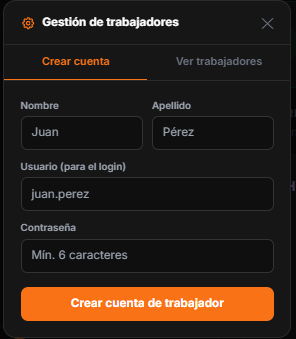 Gestión de trabajadores
Crear cuenta Ver trabajadores
Nombre Apellido
Juan Pérez
Usuario (para el login)
juan.perez
Contraseña
Mín. 6 caracteres
Crear cuenta de trabajador